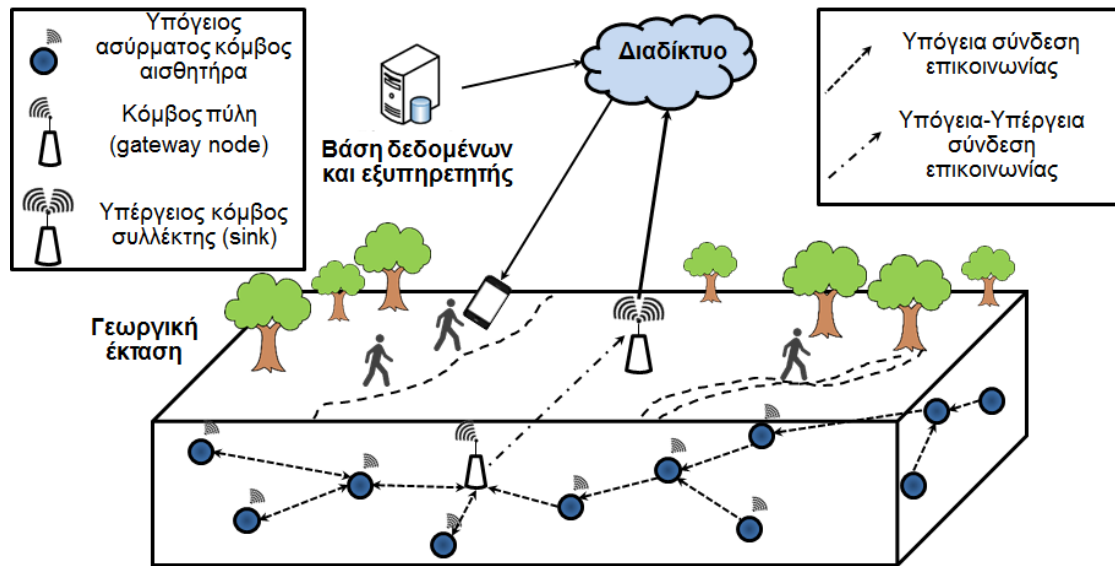 Υπόγειος
ασύρματος κόμβος
αισθητήρα
Κόμβος πύλη
(gateway node)
Υπέργειος κόμβος
συλλέκτης (sink)
Διαδίκτυο
Βάση δεδομένων
και εξυπηρετητής
Υπόγεια σύνδεση
επικοινωνίας
Υπόγεια-Υπέργεια
σύνδεση
επικοινωνίας
Γεωργική
έκταση